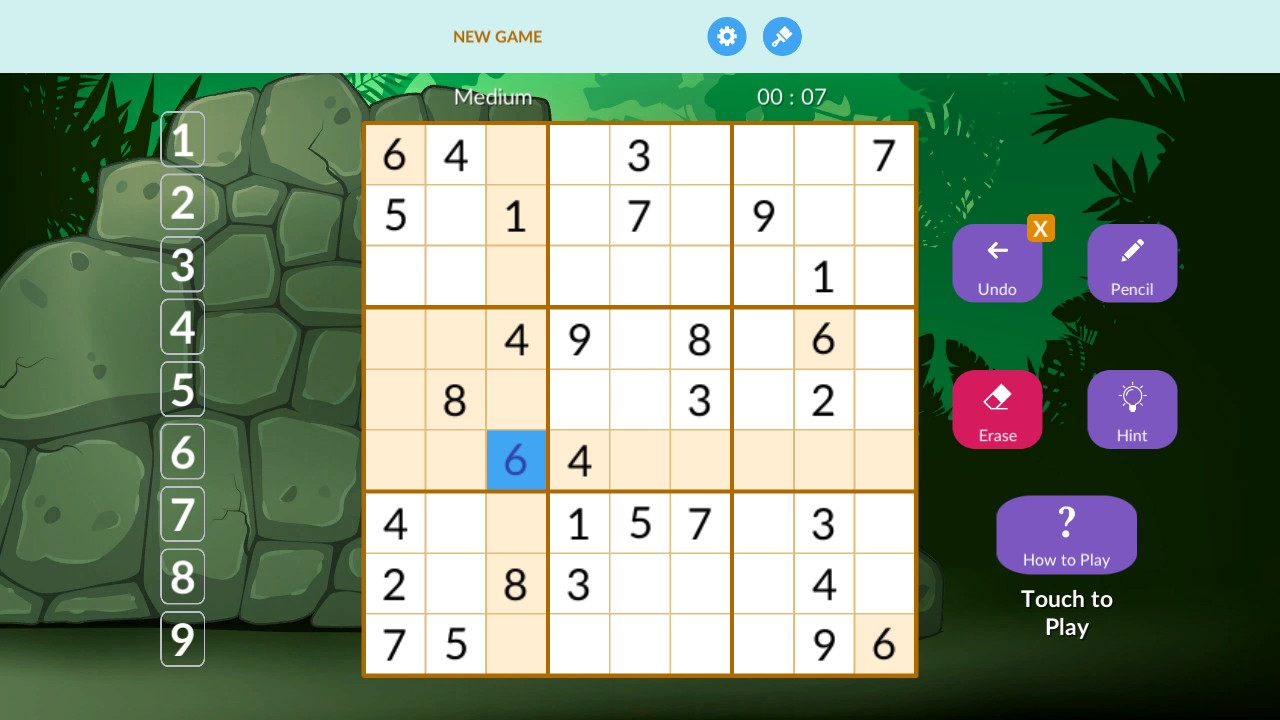 NEW GAME
Medium
00 : 07
1
2
3
4
5
6
7
8
9
6 4 3 7
5 1 7 9
1
4 9 8 6
8 3 2
6 4
4 1 5 7 3
2 8 3 4
7 5 9 6
X
Undo
Pencil
Erase
Hint
?
How to Play
Touch to
Play